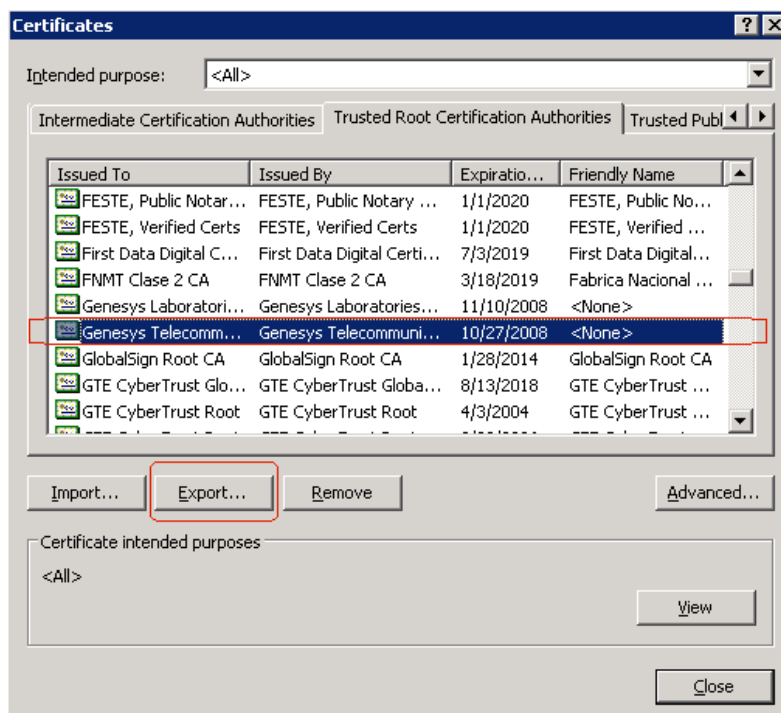 Certificates
Intended purpose: <All>
Intermediate Certification Authorities Trusted Root Certification Authorities Trusted Publ
Issued To Issued By Expiratio... Friendly Name
FESTE, Public Notar... FESTE, Public Notary ... 1/1/2020 FESTE, Public No...
FESTE, Verified Certs FESTE, Verified Certs 1/1/2020 FESTE, Verified ...
First Data Digital C... First Data Digital Certi... 7/3/2019 First Data Digital...
FNMT Clase 2 CA FNMT Clase 2 CA 3/18/2019 Fabrica Nacional ...
Genesys Laboratori... Genesys Laboratories... 11/10/2008 <None>
Genesys Telecomm... Genesys Telecommuni... 10/27/2008 <None>
GlobalSign Root CA GlobalSign Root CA 1/28/2014 GlobalSign Root CA
GTE CyberTrust Glo... GTE CyberTrust Globa... 8/13/2018 GTE CyberTrust ...
GTE CyberTrust Root GTE CyberTrust Root 4/3/2004 GTE CyberTrust ...
Import... Export... Remove Advanced...
Certificate intended purposes
<All>
View
Close